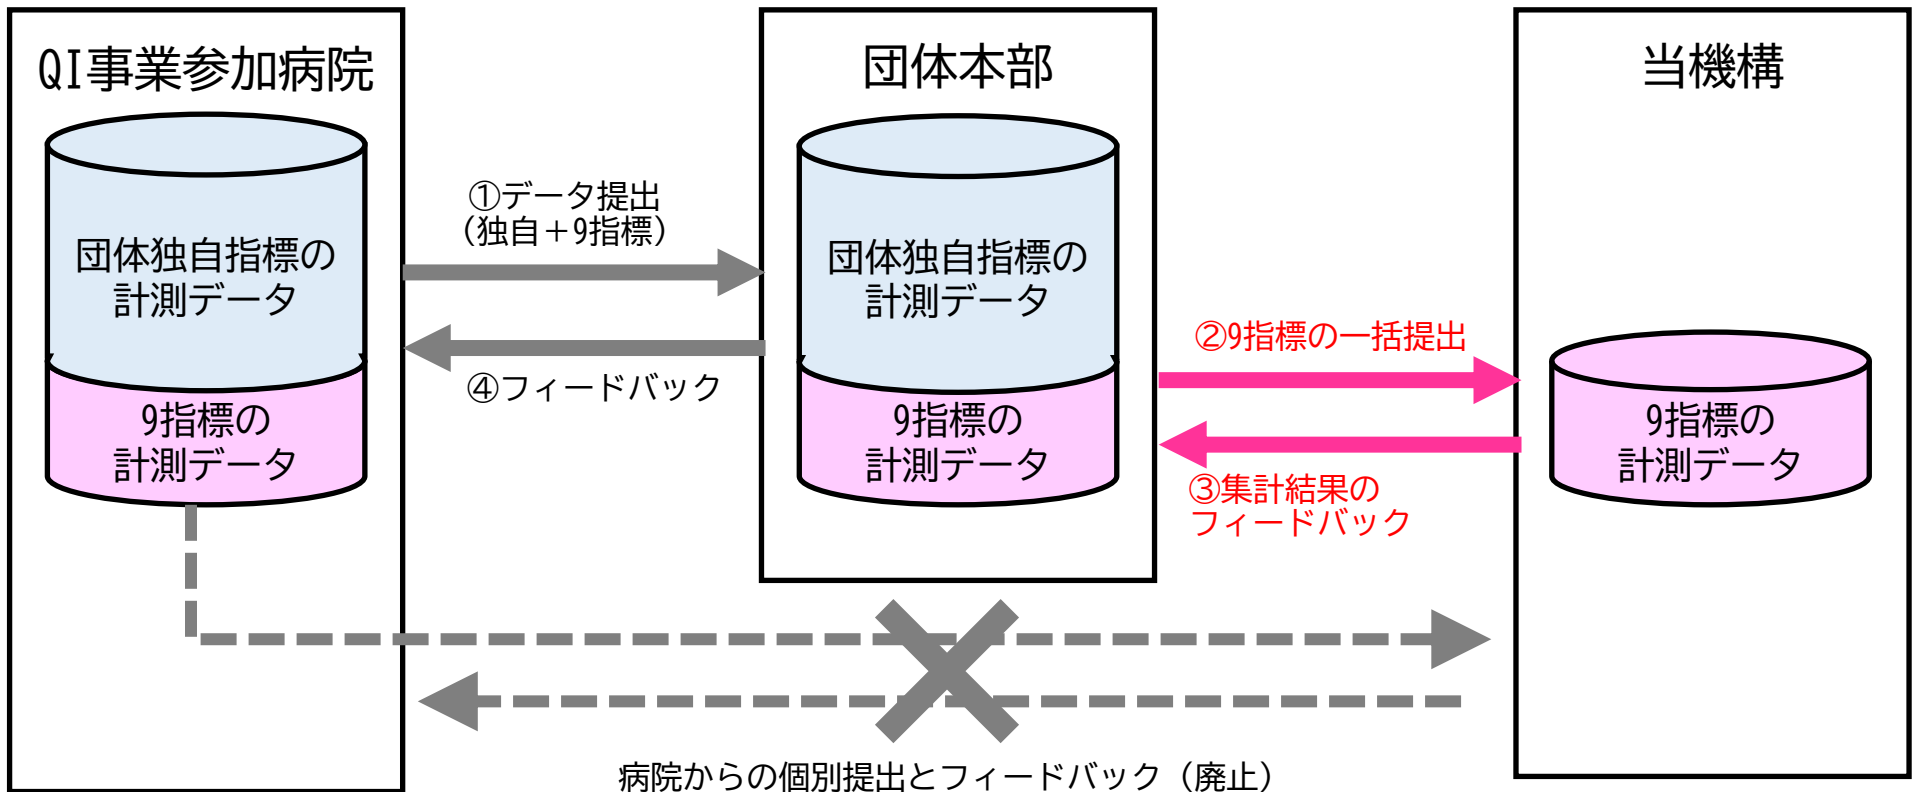 QI事業参加病院
団体独自指標の
計測データ
9指標の
計測データ
①データ提出
（独自＋9指標）
④フィードバック
団体本部
団体独自指標の
計測データ
9指標の
計測データ
②9指標の一括提出
③集計結果の
フィードバック
当機構
9指標の
計測データ
病院からの個別提出とフィードバック（廃止）